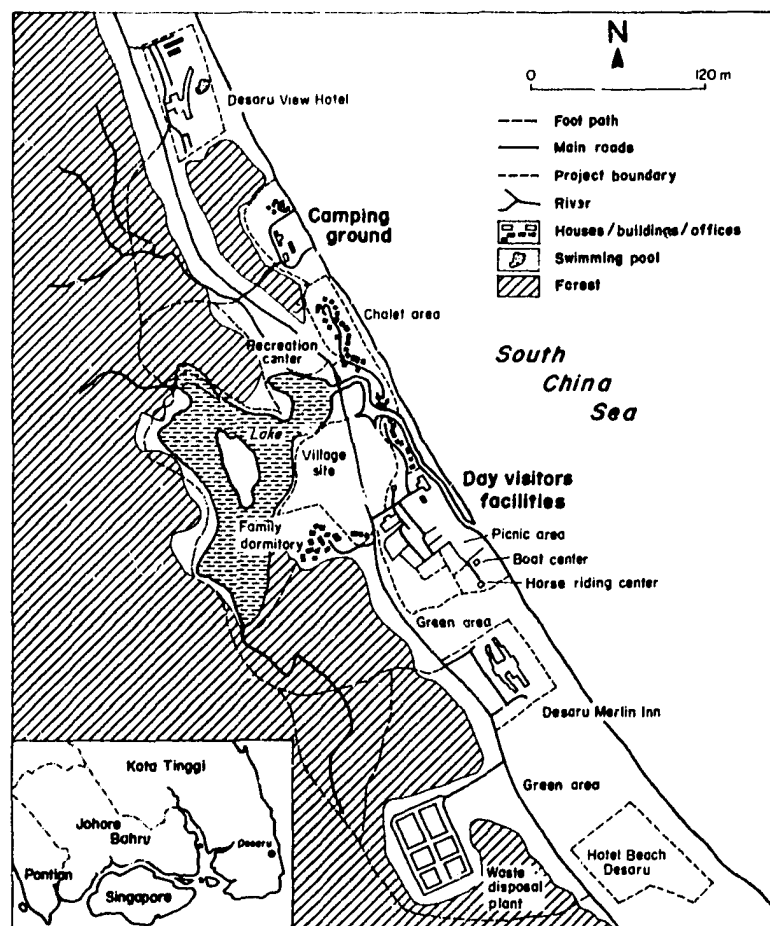 N
0 120 m
Foot path
Main roads
Project boundary
River
Houses/buildings/offices
Swimming pool
Forest
Desaru View Hotel
Camping
ground
Chalet area
Recreation
center
South
China
Sea
Lake
Village
site
Day visitors
facilities
Family
dormitory
Picnic area
Boat center
Horse riding center
Green area
Desaru Merlin Inn
Green area
Hotel Beach
Desaru
Waste
disposal
plant
Kota Tinggi
Johore
Bahru
Desaru
Pontian
Singapore